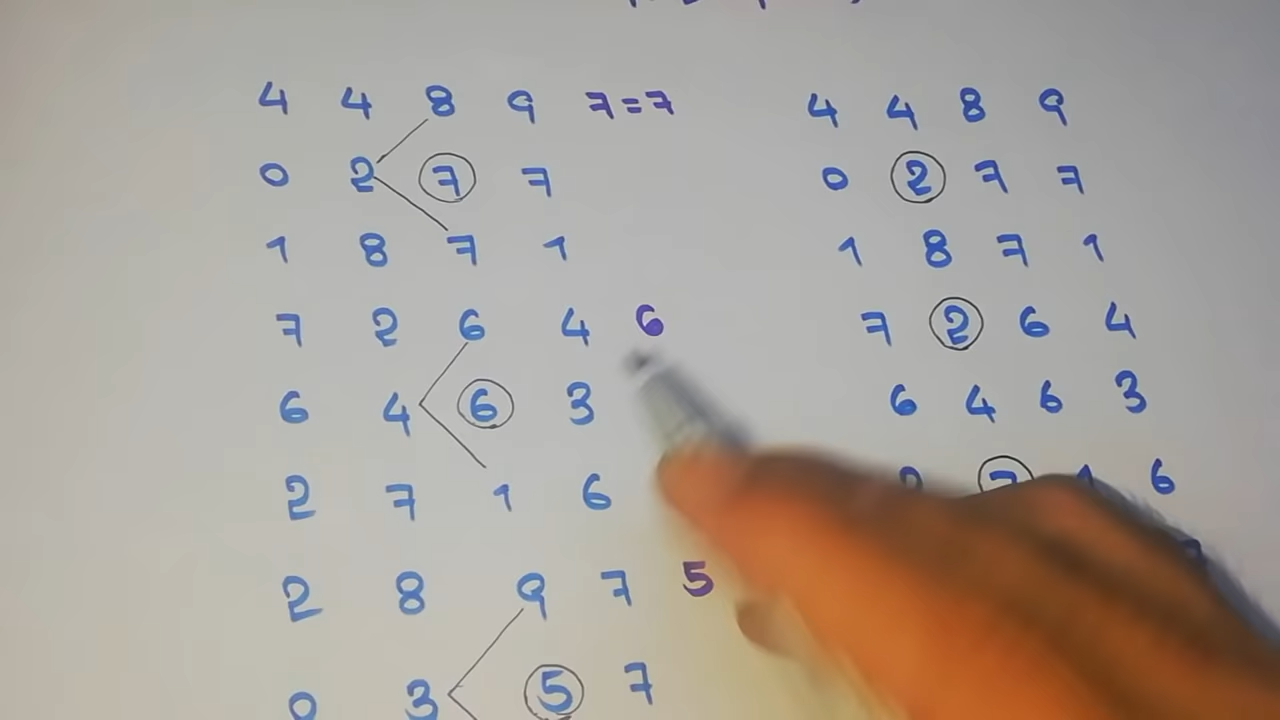 4 4 8 9 7=7
0 2 7 7
1 8 7 1
7 2 6 4 6
6 4 6 3
2 7 1 6
2 8 9 7 5
0 3 5 7
4 4 8 9
0 2 7 7
1 8 7 1
7 2 6 4
6 4 6 3
6